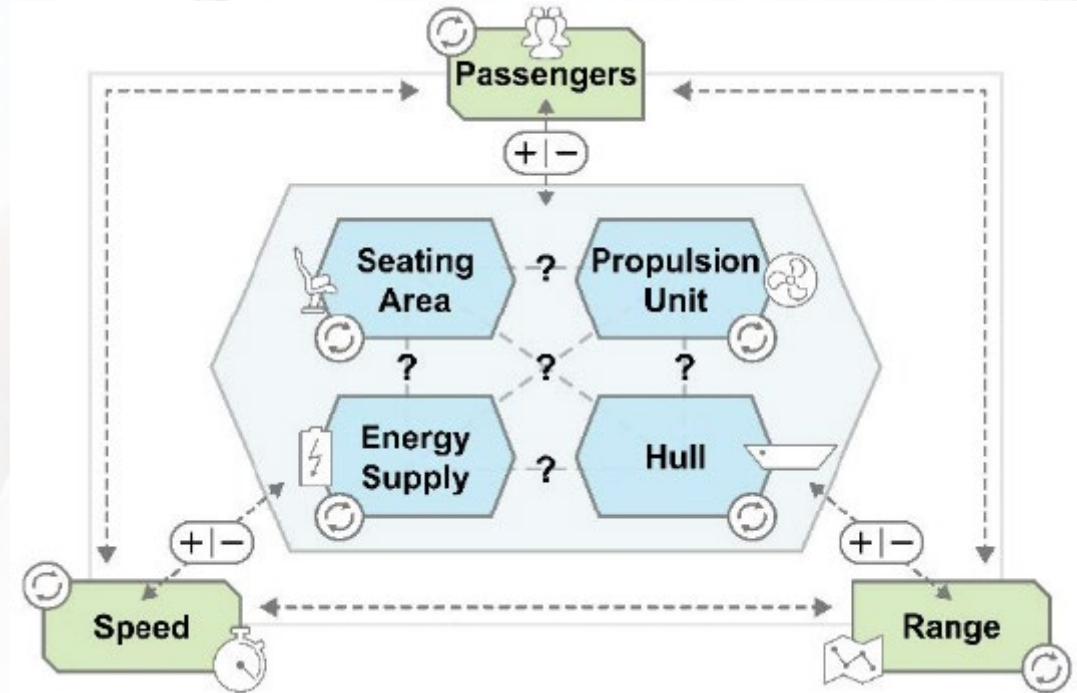 Passengers
+|−
Seating
Area
?
Propulsion
Unit
?
?
?
Energy
Supply
?
Hull
+|−
+|−
Speed
Range